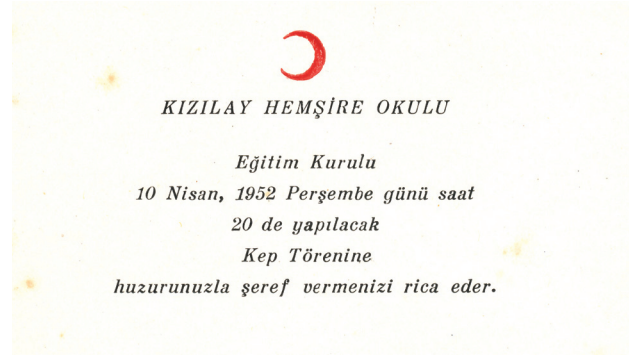 KIZILAY HEMŞİRE OKULU
Eğitim Kurulu
10 Nisan, 1952 Perşembe günü saat
20 de yapılacak
Kep Törenine
huzurunuzla şeref vermenizi rica eder.